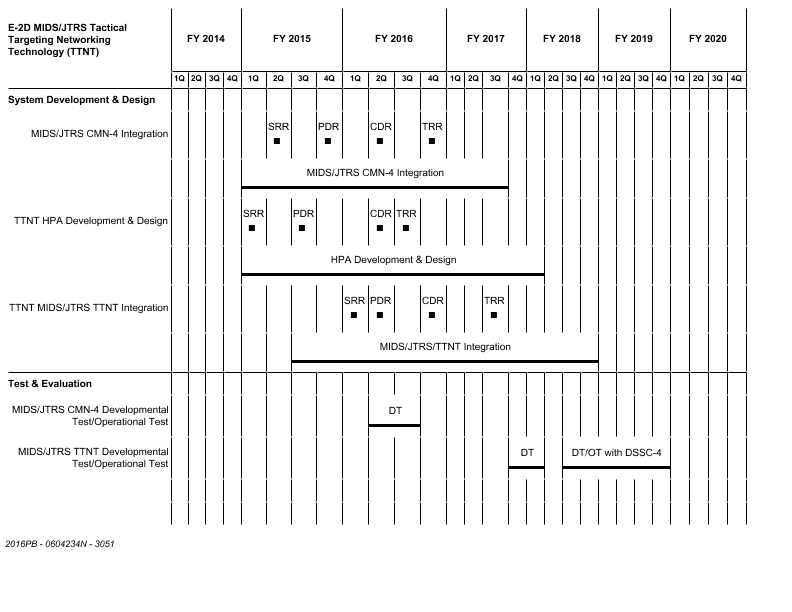 E-2D MIDS/JTRS Tactical
Targeting Networking
Technology (TTNT)
FY 2014 FY 2015 FY 2016 FY 2017 FY 2018 FY 2019 FY 2020
1Q 2Q 3Q 4Q 1Q 2Q 3Q 4Q 1Q 2Q 3Q 4Q 1Q 2Q 3Q 4Q 1Q 2Q 3Q 4Q 1Q 2Q 3Q 4Q 1Q 2Q 3Q 4Q
System Development & Design
MIDS/JTRS CMN-4 Integration
SRR PDR CDR TRR
MIDS/JTRS CMN-4 Integration
TTNT HPA Development & Design
SRR PDR CDR TRR
HPA Development & Design
TTNT MIDS/JTRS TTNT Integration
SRR PDR CDR TRR
MIDS/JTRS/TTNT Integration
Test & Evaluation
MIDS/JTRS CMN-4 Developmental
Test/Operational Test
DT
MIDS/JTRS TTNT Developmental
Test/Operational Test
DT DT/OT with DSSC-4
2016PB - 0604234N - 3051